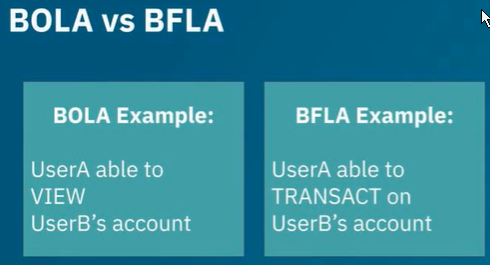 BOLA vs BFLA
BOLA Example:
UserA able to
VIEW
UserB's account
BFLA Example:
UserA able to
TRANSACT on
UserB's account